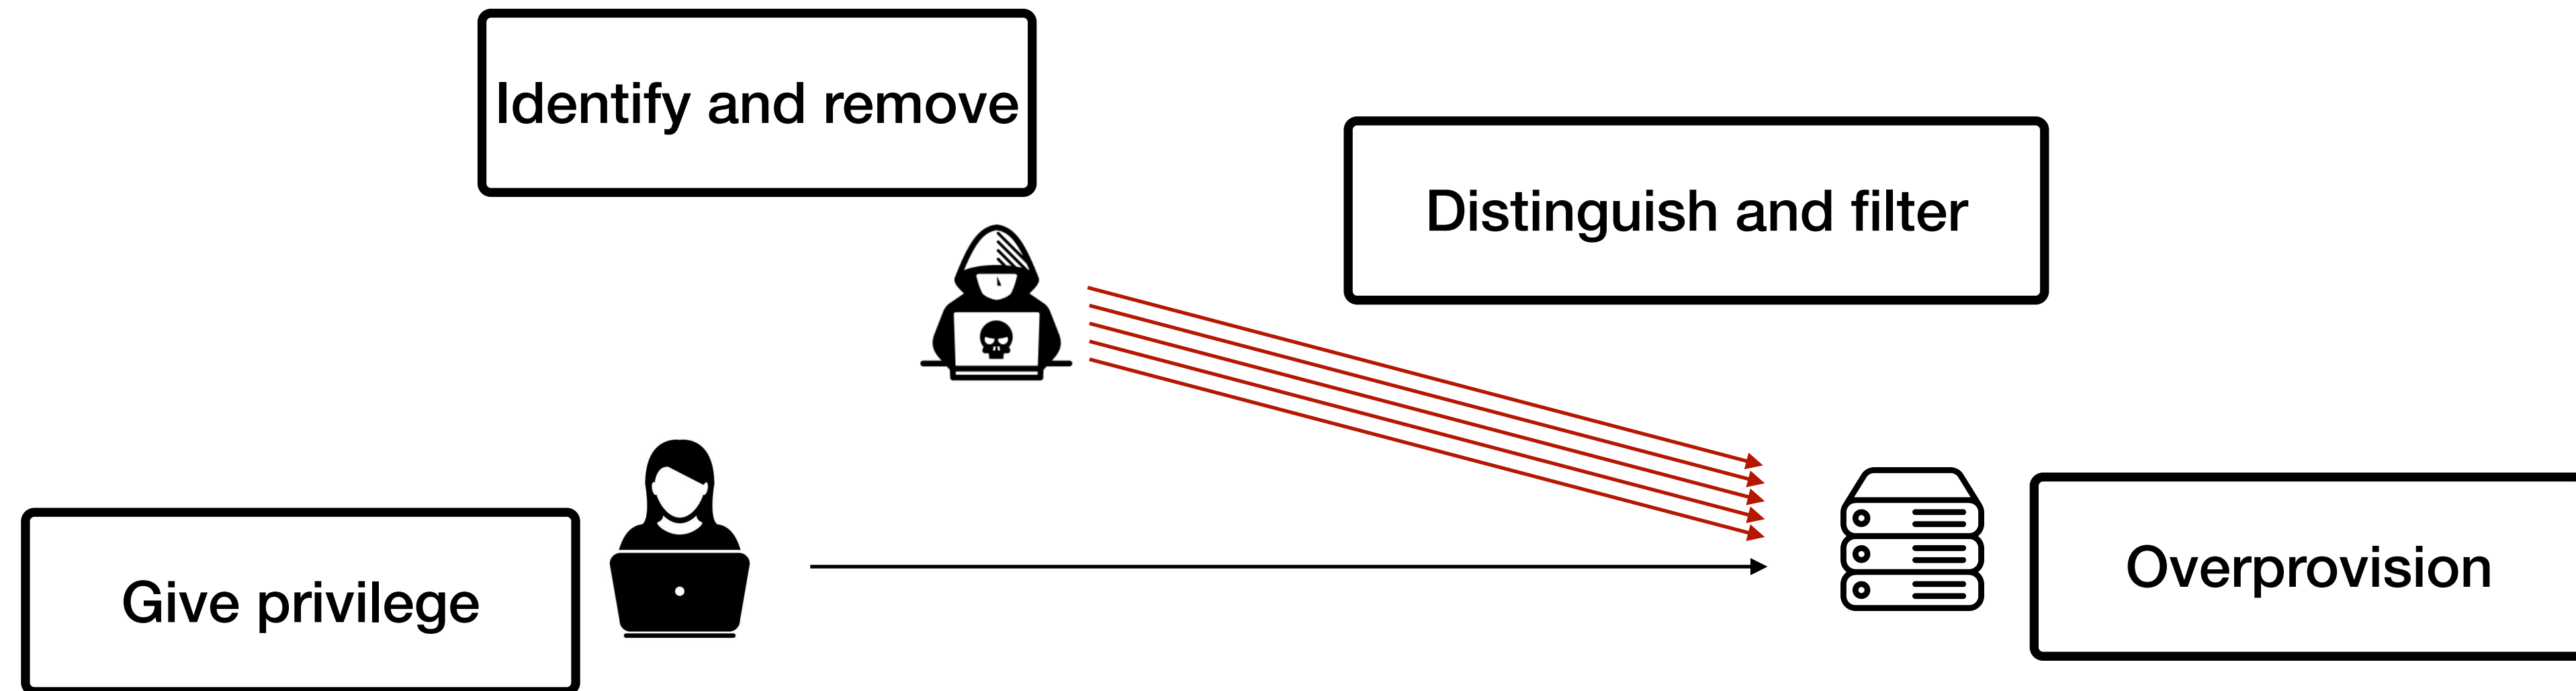 Identify and remove
Distinguish and filter
Give privilege
Overprovision